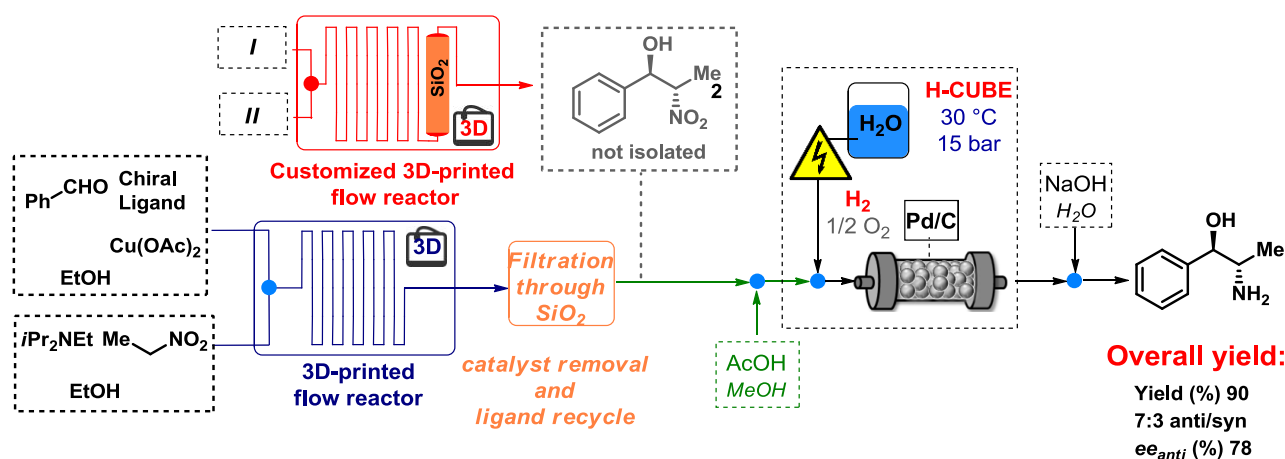 I
II
SiO2
3D
Customized 3D-printed
flow reactor
OH
Me
2
NO2
not isolated
H2O
H-CUBE
30 °C
15 bar
H2
1/2 O2
Pd/C
NaOH
H2O
OH
Me
NH2
CHO
Ph
Chiral
Ligand
Cu(OAc)2
EtOH
iPr2NEt Me NO2
EtOH
3D
3D-printed
flow reactor
Filtration
through
SiO2
catalyst removal
and
ligand recycle
AcOH
MeOH
Overall yield:
Yield (%) 90
7:3 anti/syn
eeanti (%) 78